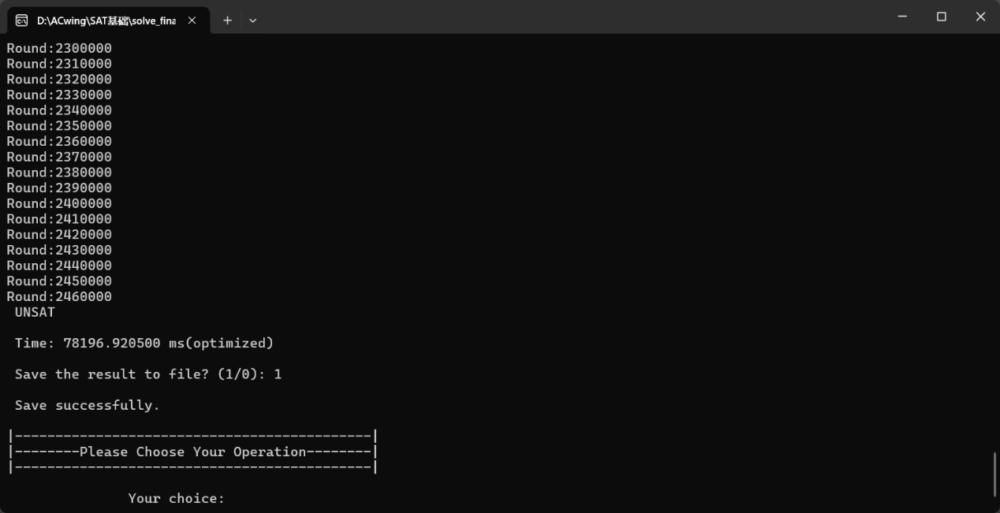 D:\ACwing\SAT基础\solve_fina
Round:2300000
Round:2310000
Round:2320000
Round:2330000
Round:2340000
Round:2350000
Round:2360000
Round:2370000
Round:2380000
Round:2390000
Round:2400000
Round:2410000
Round:2420000
Round:2430000
Round:2440000
Round:2450000
Round:2460000
UNSAT
Time: 78196.920500 ms(optimized)
Save the result to file? (1/0): 1
Save successfully.
|--------------------------------------------|
|--------Please Choose Your Operation--------|
|--------------------------------------------|
Your choice: